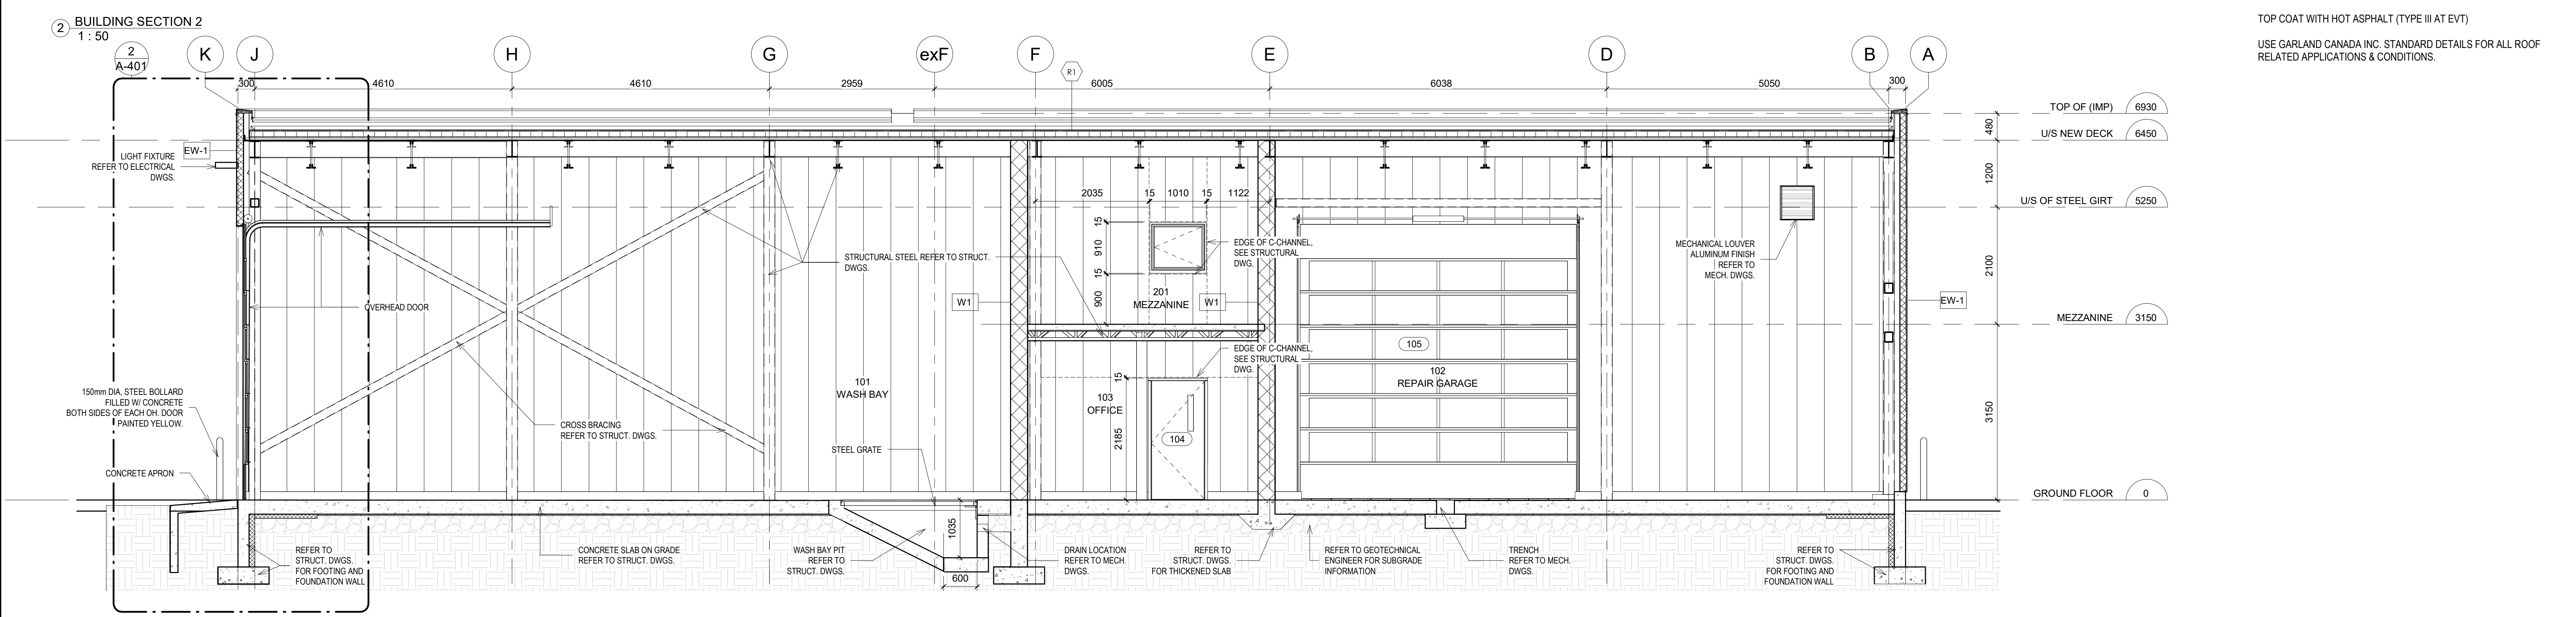 2 BUILDING SECTION 2
1 : 50
2
A-401
K
J
H
G
exF
F
E
D
B
A
300
4610
4610
2959
R1
6005
6038
5050
300
TOP COAT WITH HOT ASPHALT (TYPE III AT EVT)
USE GARLAND CANADA INC. STANDARD DETAILS FOR ALL ROOF
RELATED APPLICATIONS & CONDITIONS.
TOP OF (IMP) 6930
U/S NEW DECK 6450
U/S OF STEEL GIRT 5250
MEZZANINE 3150
GROUND FLOOR 0
480
1200
2100
3150
EW-1
LIGHT FIXTURE
REFER TO ELECTRICAL
DWGS.
2035
15
1010
15
1122
15
910
15
900
EDGE OF C-CHANNEL,
SEE STRUCTURAL
DWG.
STRUCTURAL STEEL REFER TO STRUCT.
DWGS.
MECHANICAL LOUVER
ALUMINUM FINISH
REFER TO
MECH. DWGS.
201
MEZZANINE
W1
W1
EW-1
OVERHEAD DOOR
EDGE OF C-CHANNEL,
SEE STRUCTURAL
DWG.
105
102
REPAIR GARAGE
101
WASH BAY
15
103
OFFICE
2185
104
150mm DIA, STEEL BOLLARD
FILLED W/ CONCRETE
BOTH SIDES OF EACH OH. DOOR
PAINTED YELLOW.
CROSS BRACING
REFER TO STRUCT. DWGS.
STEEL GRATE
CONCRETE APRON
1035
600
REFER TO
STRUCT. DWGS.
FOR FOOTING AND
FOUNDATION WALL
CONCRETE SLAB ON GRADE
REFER TO STRUCT. DWGS.
WASH BAY PIT
REFER TO
STRUCT. DWGS.
DRAIN LOCATION
REFER TO MECH.
DWGS.
REFER TO
STRUCT. DWGS.
FOR THICKENED SLAB
REFER TO GEOTECHNICAL
ENGINEER FOR SUBGRADE
INFORMATION
TRENCH
REFER TO MECH.
DWGS.
REFER TO
STRUCT. DWGS.
FOR FOOTING AND
FOUNDATION WALL